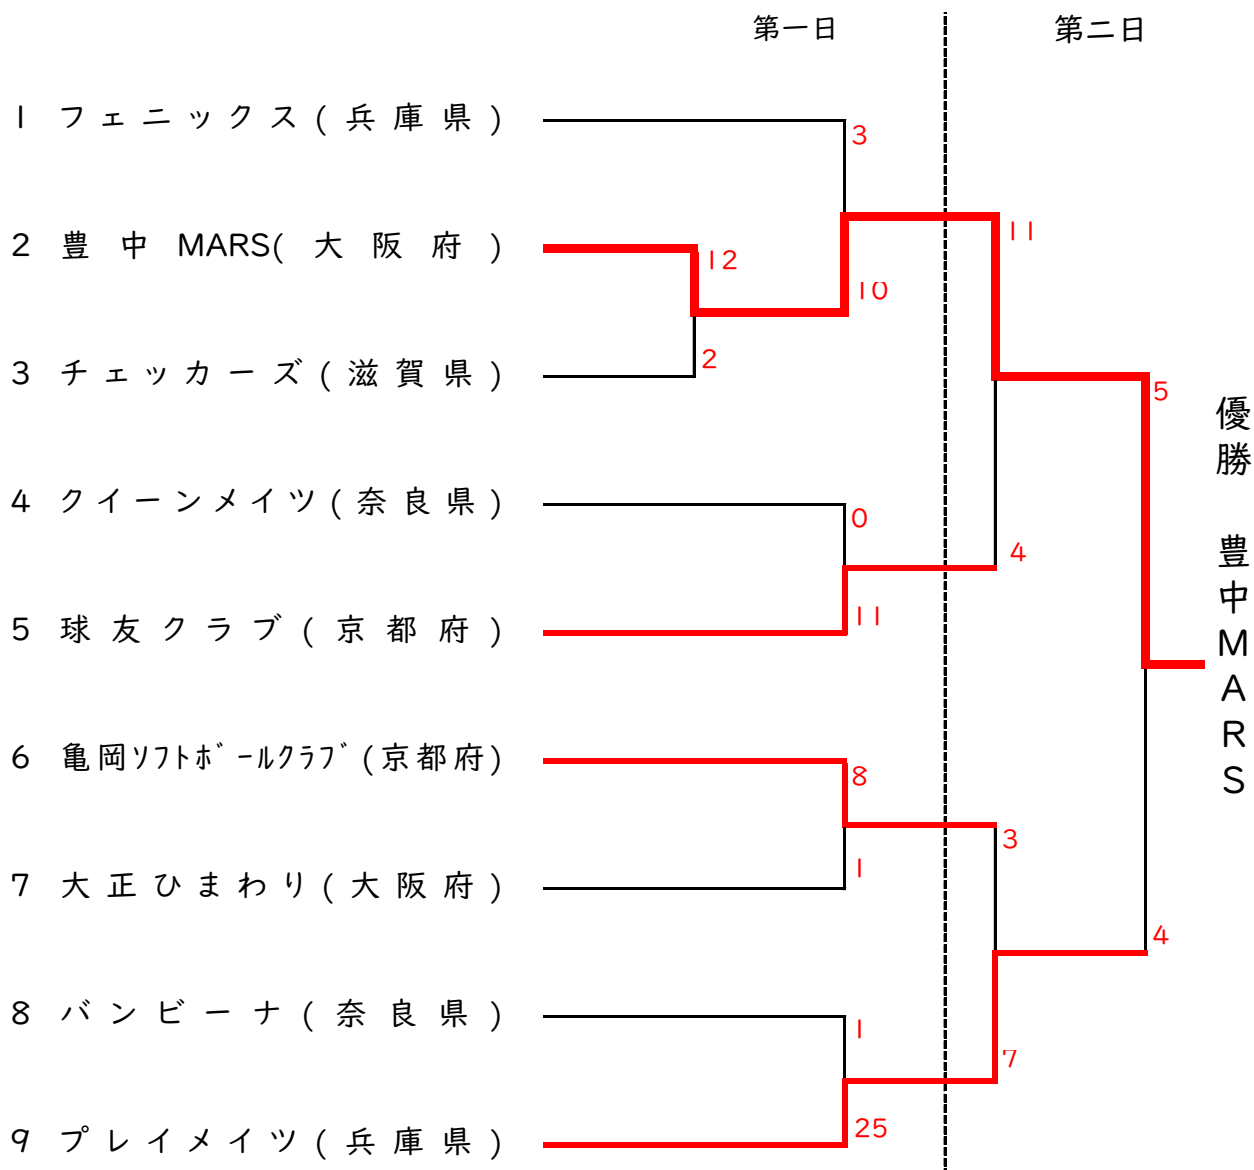 第一日 第二日
1 フェニックス(兵庫県)
3
11
2 豊中MARS(大阪府)
12
10
3 チェッカーズ(滋賀県)
2
5
4 クイーンメイツ(奈良県)
0
4
5 球友クラブ(京都府)
11
優勝 豊中MARS
6 亀岡ソフトボールクラブ(京都府)
8
3
7 大正ひまわり(大阪府)
1
4
8 バンビーナ(奈良県)
1
7
9 プレイメイツ(兵庫県)
25